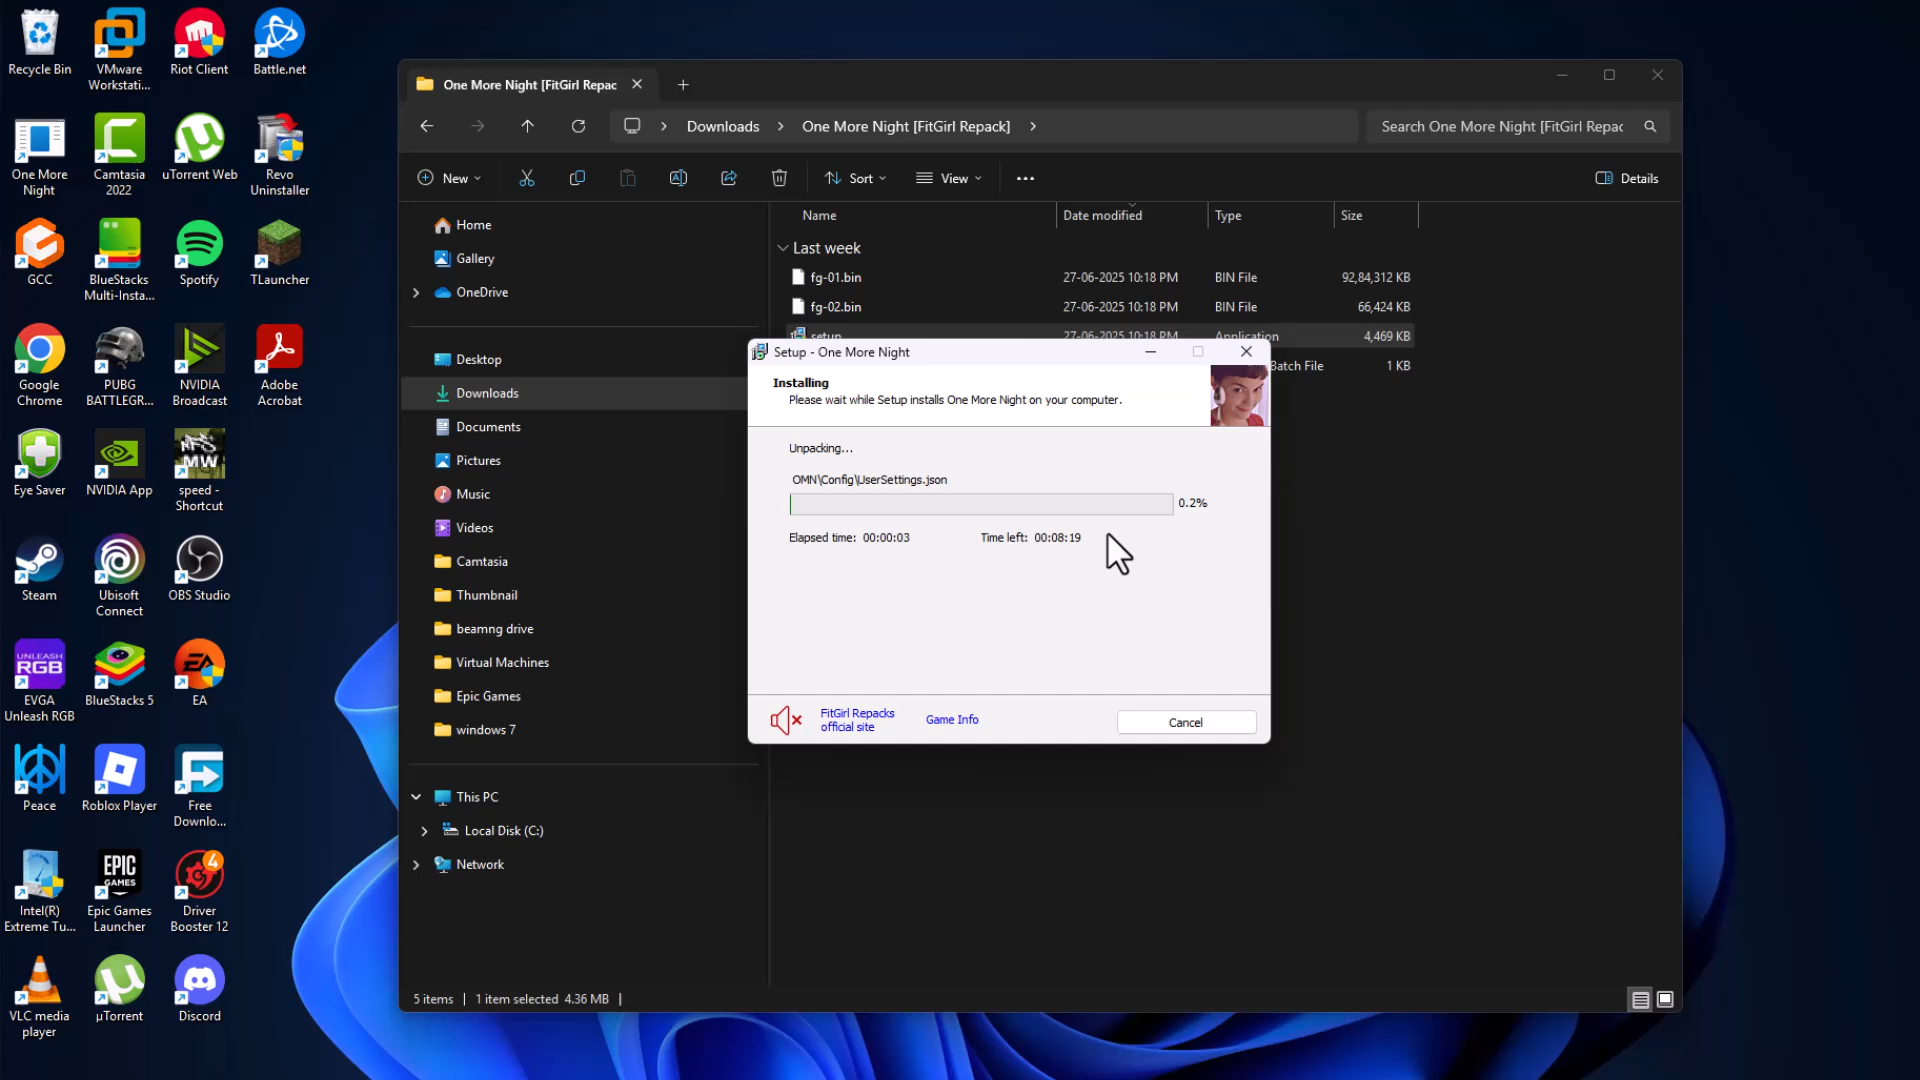 Recycle Bin
VMware
Workstati...
Riot Client
Battle.net
One More
Night
Camtasia
2022
uTorrent Web
Revo
Uninstaller
GCC
BlueStacks
Multi-Insta...
Spotify
TLauncher
Google
Chrome
PUBG
BATTLEGR...
NVIDIA
Broadcast
Adobe
Acrobat
Eye Saver
NVIDIA App
speed -
Shortcut
Steam
Ubisoft
Connect
OBS Studio
UNLEASH
RGB
EVGA
Unleash RGB
BlueStacks 5
EA
Peace
Roblox Player
Free
Downlo...
Intel(R)
Extreme Tu...
EPIC
GAMES
Epic Games
Launcher
4
Driver
Booster 12
VLC media
player
µTorrent
Discord
One More Night [FitGirl Repac
Downloads
One More Night [FitGirl Repack]
Search One More Night [FitGirl Repac
New
Sort
View
Details
Home
Gallery
OneDrive
Desktop
Downloads
Documents
Pictures
Music
Videos
Camtasia
Thumbnail
beamng drive
Virtual Machines
Epic Games
windows 7
This PC
Local Disk (C:)
Network
Name Date modified Type Size
Last week
fg-01.bin 27-06-2025 10:18 PM BIN File 92,84,312 KB
fg-02.bin 27-06-2025 10:18 PM BIN File 66,424 KB
setup 27-06-2025 10:18 PM Application 4,469 KB
Batch File 1 KB
Setup - One More Night
Installing
Please wait while Setup installs One More Night on your computer.
Unpacking...
OMN\Config\UserSettings.json
0.2%
Elapsed time: 00:00:03 Time left: 00:08:19
FitGirl Repacks
official site
Game Info
Cancel
5 items 1 item selected 4.36 MB